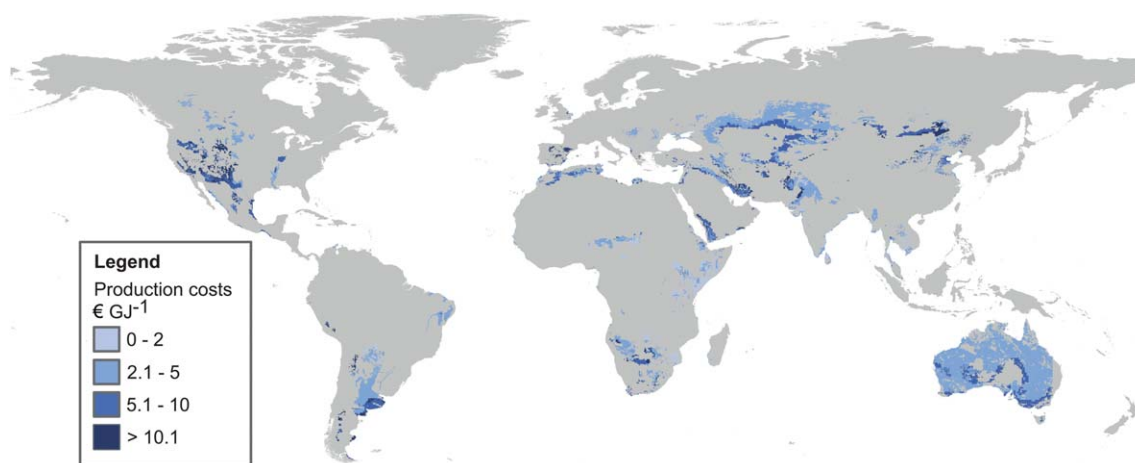 Legend
Production costs
€ GJ-1
0 - 2
2.1 - 5
5.1 - 10
> 10.1